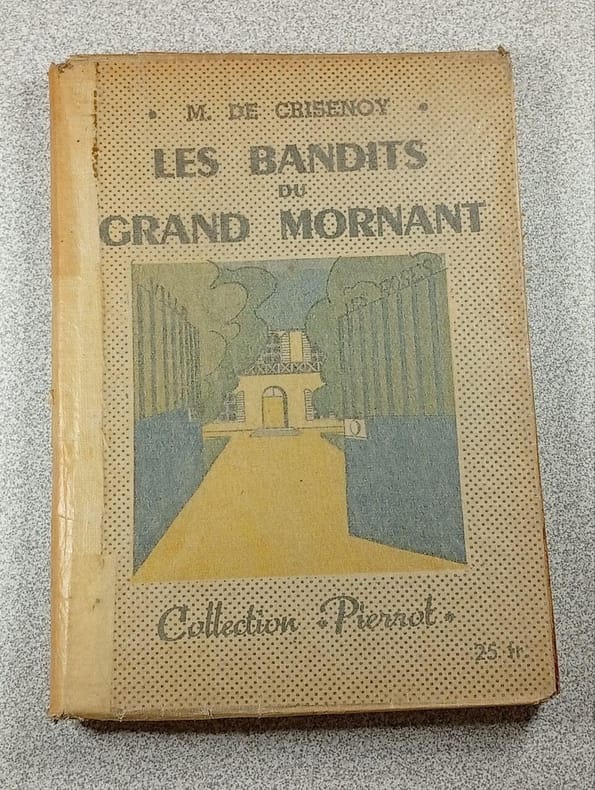 • M. DE CRISENOY •
LES BANDITS
DU
GRAND MORNANT
LES ROSES
Collection • Pierrot •
25 fr